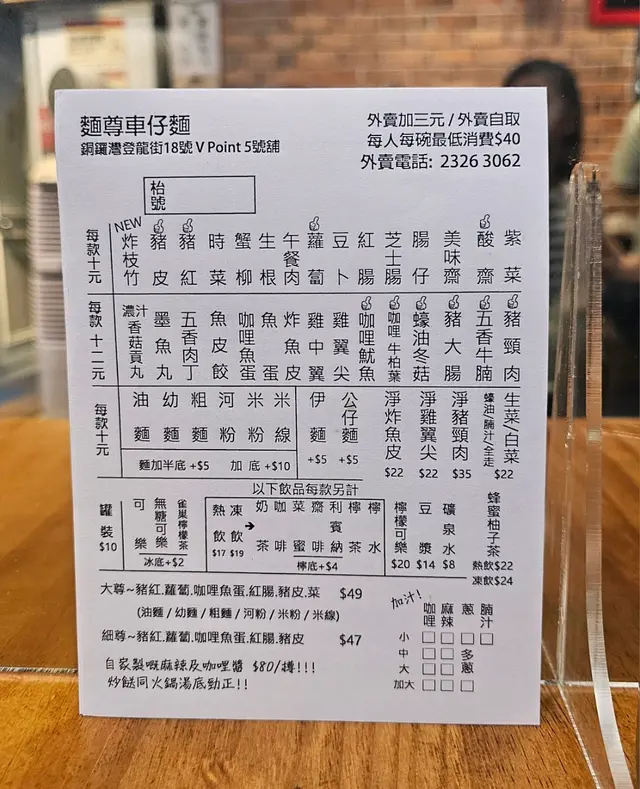 麵尊車仔麵
銅鑼灣登龍街18號 V Point 5號舖
外賣加三元 / 外賣自取
每人每碗最低消費$40
外賣電話: 2326 3062
枱號
每款十元
NEW
炸枝竹
豬皮
豬紅
時菜
蟹柳
生根
午餐肉
蘿蔔
豆卜
紅腸
芝士腸
腸仔
美味齋
酸齋
紫菜
每款十二元
濃汁香菇貢丸
墨魚丸
五香肉丁
魚皮餃
咖哩魚蛋
魚蛋
炸魚皮
雞中翼
雞翼尖
咖哩魷魚
咖哩牛柏葉
蠔油冬菇
豬大腸
五香牛腩
豬頸肉
每款十元
油麵
幼麵
粗麵
河粉
米粉
米線
麵加半底 +$5 加底 +$10
伊麵 +$5
公仔麵 +$5
淨炸魚皮 $22
淨雞翼尖 $22
淨豬頸肉 $35
生菜/白菜
蠔油/腩汁/全走
$22
罐裝 $10
可樂
無糖可樂
雀巢檸檬茶
冰底 +$2
以下飲品每款另計
熱飲 $17
凍飲 $19
奶茶
咖啡
菜蜜
齋啡
利賓納
檸茶
檸水
檸底 +$4
檸檬可樂 $20
豆漿 $14
礦泉水 $8
蜂蜜柚子茶
熱飲$22
凍飲$24
大尊~豬紅.蘿蔔.咖哩魚蛋.紅腸.豬皮.菜 $49
(油麵 / 幼麵 / 粗麵 / 河粉 / 米粉 / 米線)
細尊~豬紅.蘿蔔.咖哩魚蛋.紅腸.豬皮 $47
自家製嘅麻辣及咖哩醬 $80/樽!!!
炒餸同火鍋湯底勁正!!
加汁!
咖哩 麻辣 蔥 腩汁
小
中 多蔥
大
加大